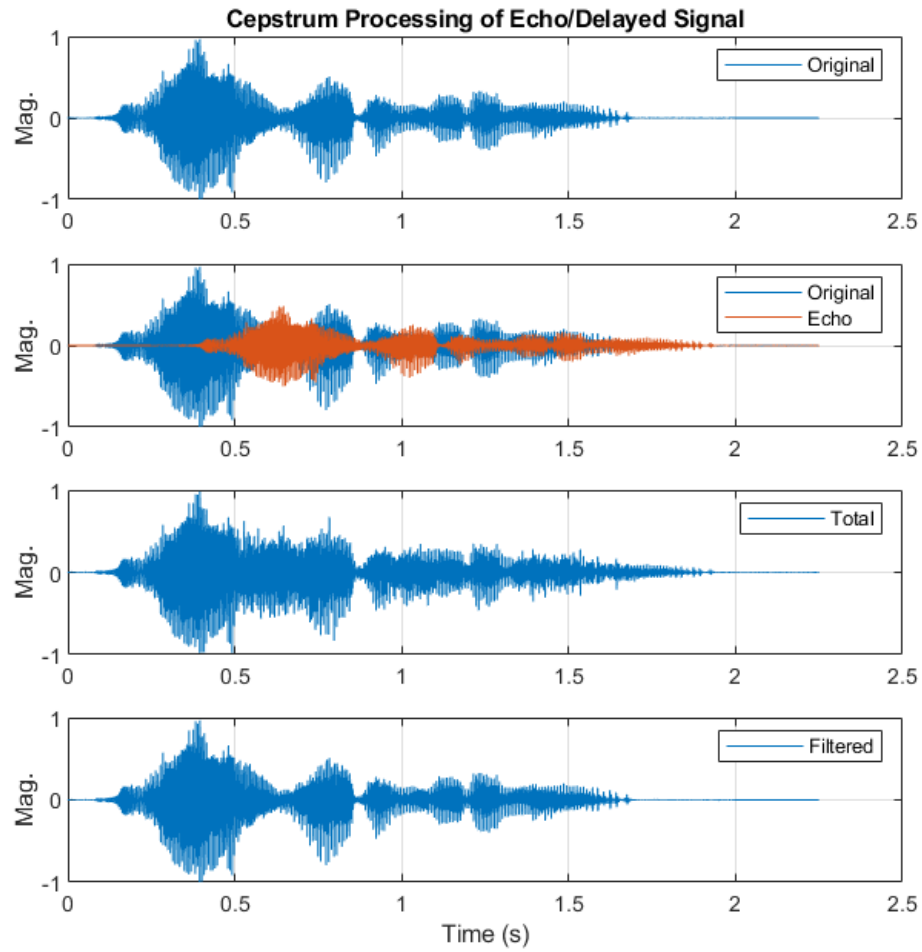 Cepstrum Processing of Echo/Delayed Signal
1
0
-1
Mag.
Original
0 0.5 1 1.5 2 2.5
1
0
-1
Mag.
Original
Echo
0 0.5 1 1.5 2 2.5
1
0
-1
Mag.
Total
0 0.5 1 1.5 2 2.5
1
0
-1
Mag.
Filtered
0 0.5 1 1.5 2 2.5
Time (s)